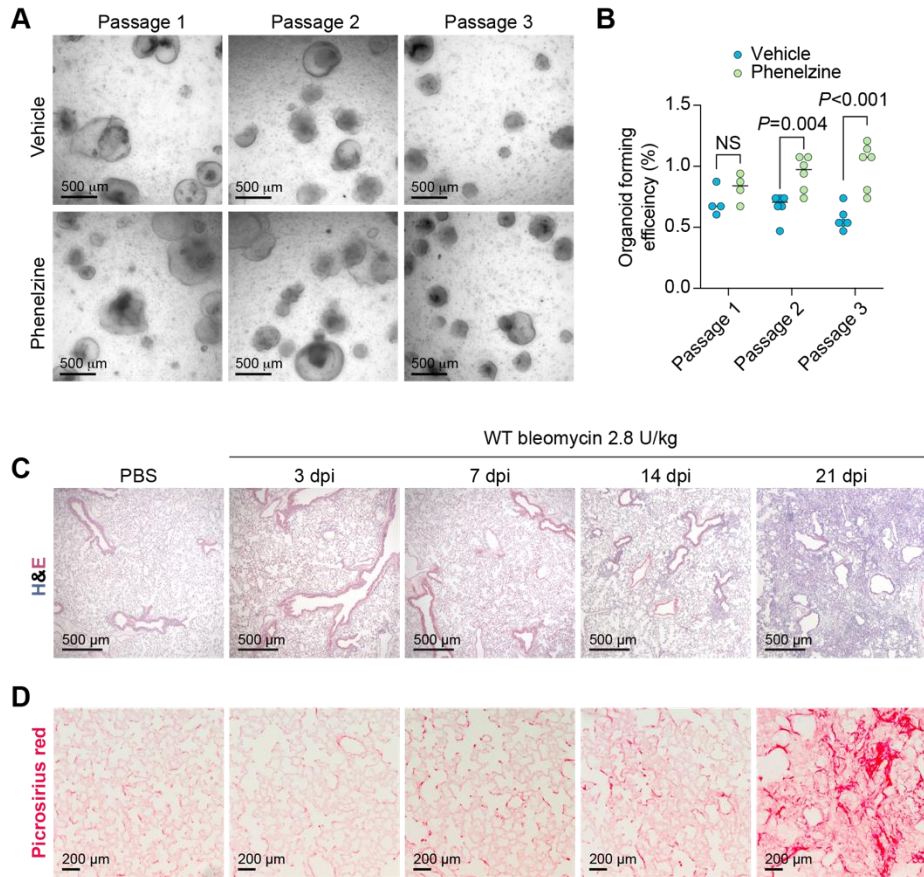 A
Passage 1
Passage 2
Passage 3
Vehicle
500 μm
500 μm
500 μm
Phenelzine
500 μm
500 μm
500 μm
B
Vehicle
Phenelzine
Organoid forming
efficeincy (%)
1.5
1.0
0.5
0.0
NS
P=0.004
P<0.001
Passage 1
Passage 2
Passage 3
WT bleomycin 2.8 U/kg
C
PBS
3 dpi
7 dpi
14 dpi
21 dpi
H&E
500 μm
500 μm
500 μm
500 μm
500 μm
D
Picrosirius red
200 μm
200 μm
200 μm
200 μm
200 μm